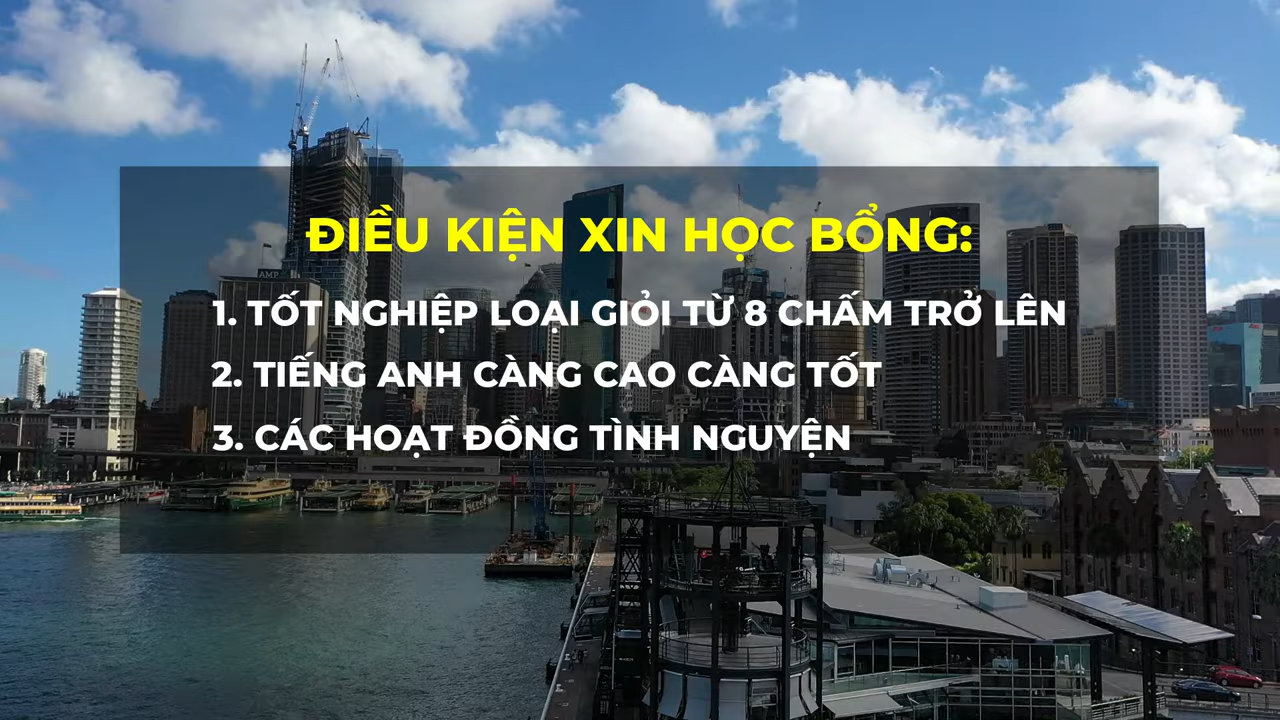 ĐIỀU KIỆN XIN HỌC BỔNG:
AMP
1. TỐT NGHIỆP LOẠI GIỎI TỪ 8 CHẤM TRỞ LÊN
2. TIẾNG ANH CÀNG CAO CÀNG TỐT
3. CÁC HOẠT ĐỒNG TÌNH NGUYỆN